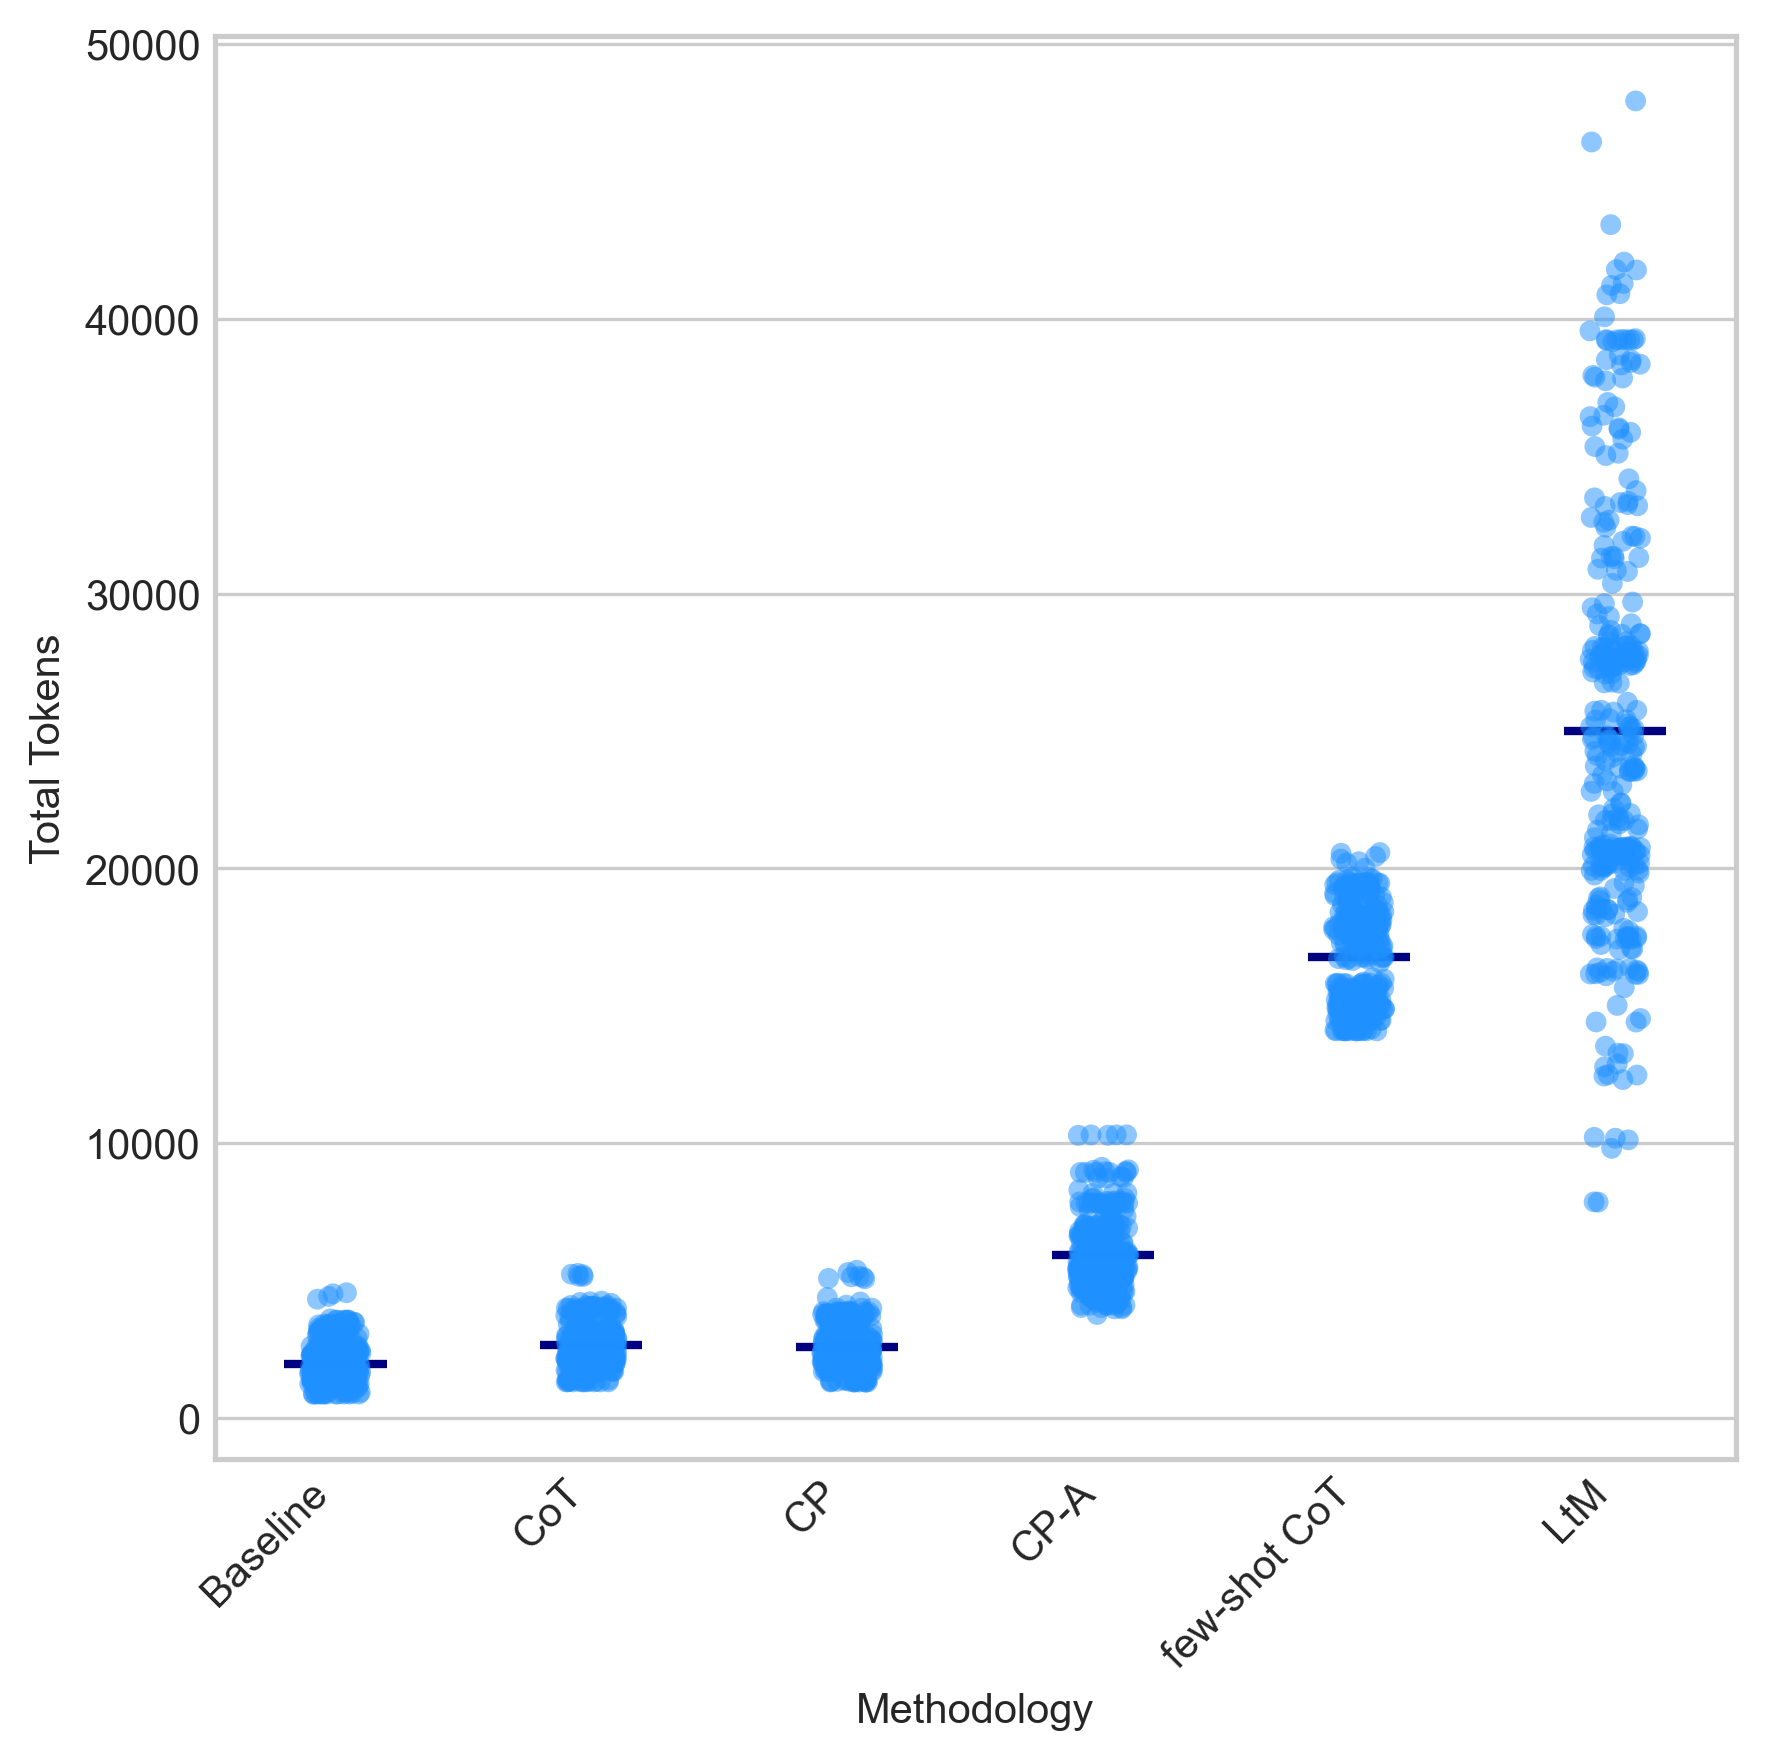 50000
40000
30000
20000
10000
0
Total Tokens
Baseline
CoT
CP
CP-A
few-shot CoT
LtM
Methodology